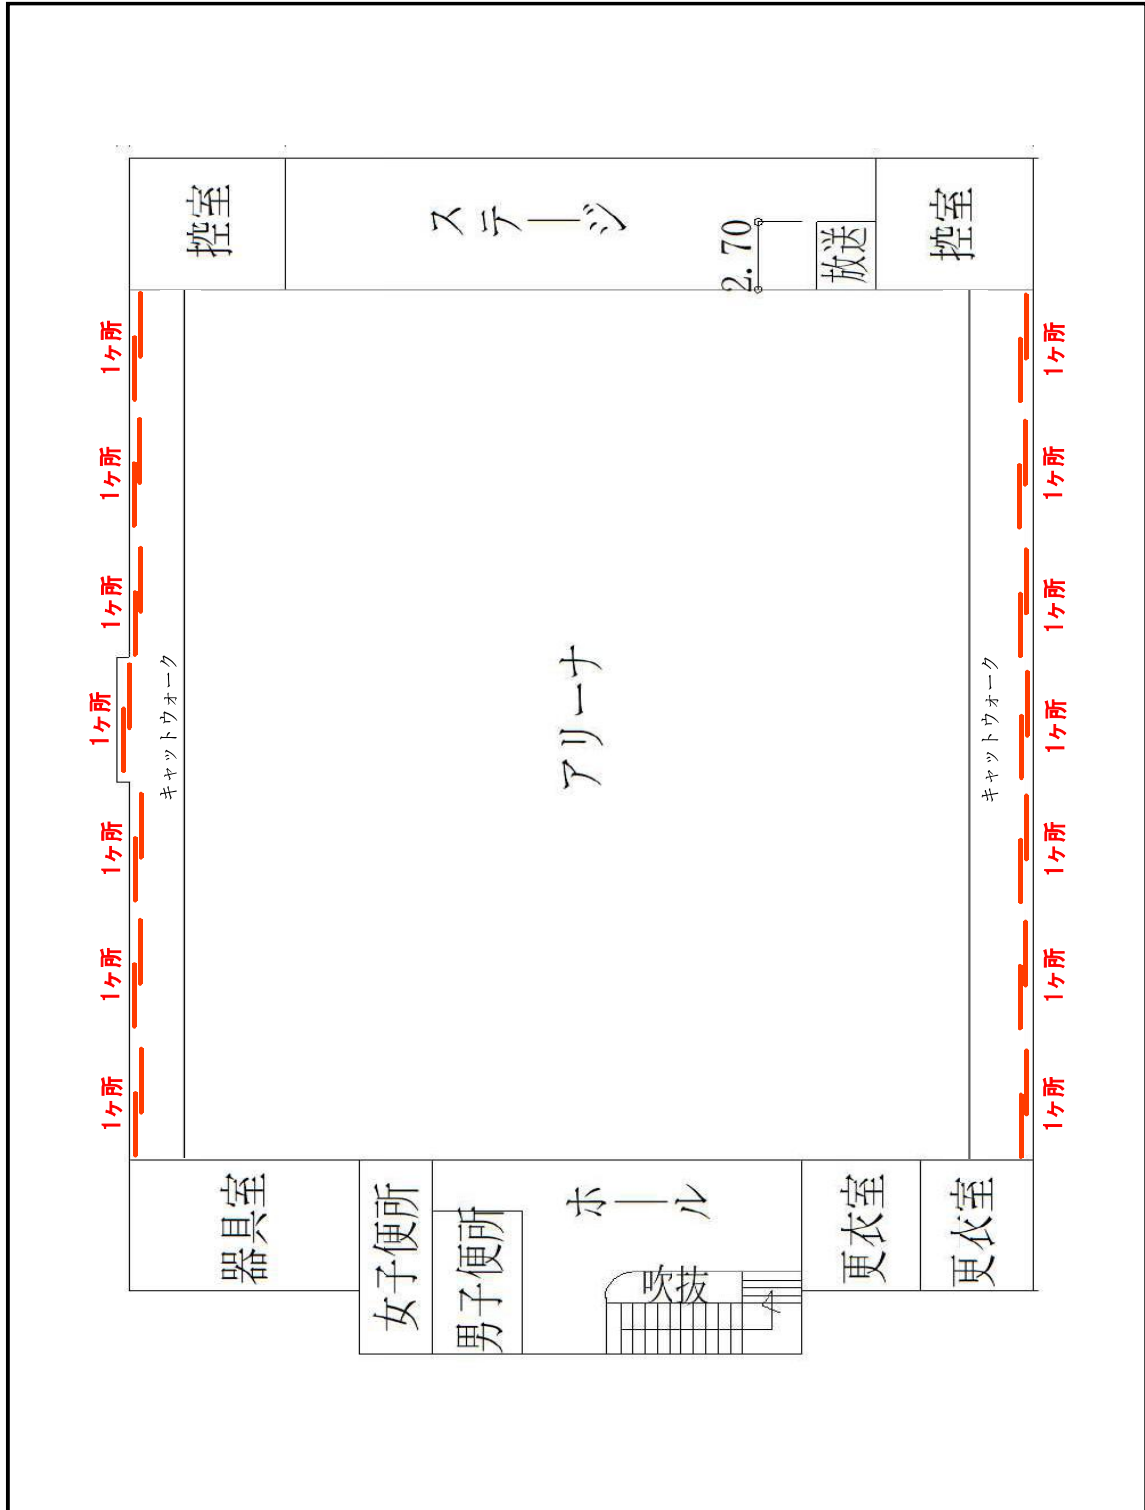 控室
ステージ
2.70
放送
控室
1ヶ所
1ヶ所
1ヶ所
1ヶ所
1ヶ所
1ヶ所
1ヶ所
キャットウォーク
アリーナ
キャットウォーク
1ヶ所
1ヶ所
1ヶ所
1ヶ所
1ヶ所
1ヶ所
1ヶ所
器具室
女子便所
男子便所
ホール
吹抜
更衣室
更衣室